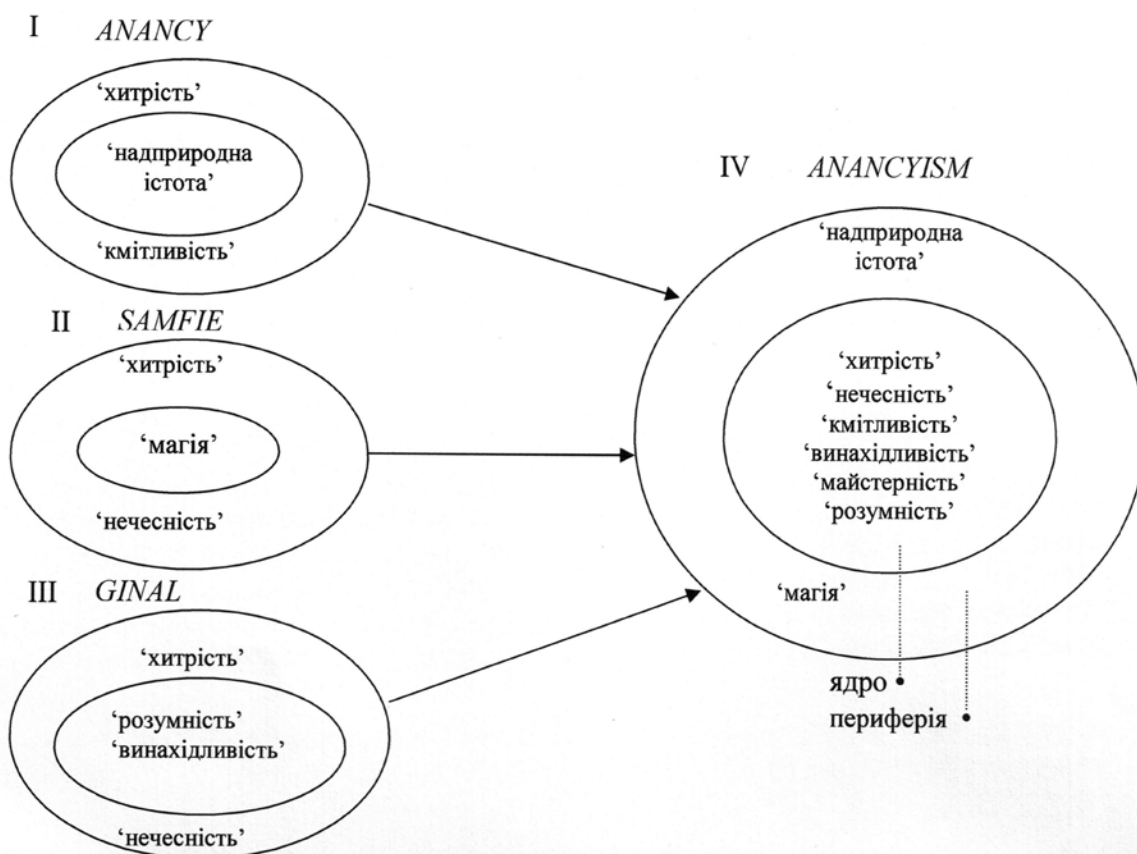 I ANANCY
‘хитрість’
‘надприродна
істота’
‘кмітливість’
II SAMFIE
‘хитрість’
‘магія’
‘нечесність’
III GINAL
‘хитрість’
‘розумність’
‘винахідливість’
‘нечесність’
IV ANANCYISM
‘надприродна
істота’
‘хитрість’
‘нечесність’
‘кмітливість’
‘винахідливість’
‘майстерність’
‘розумність’
‘магія’
ядро
периферія